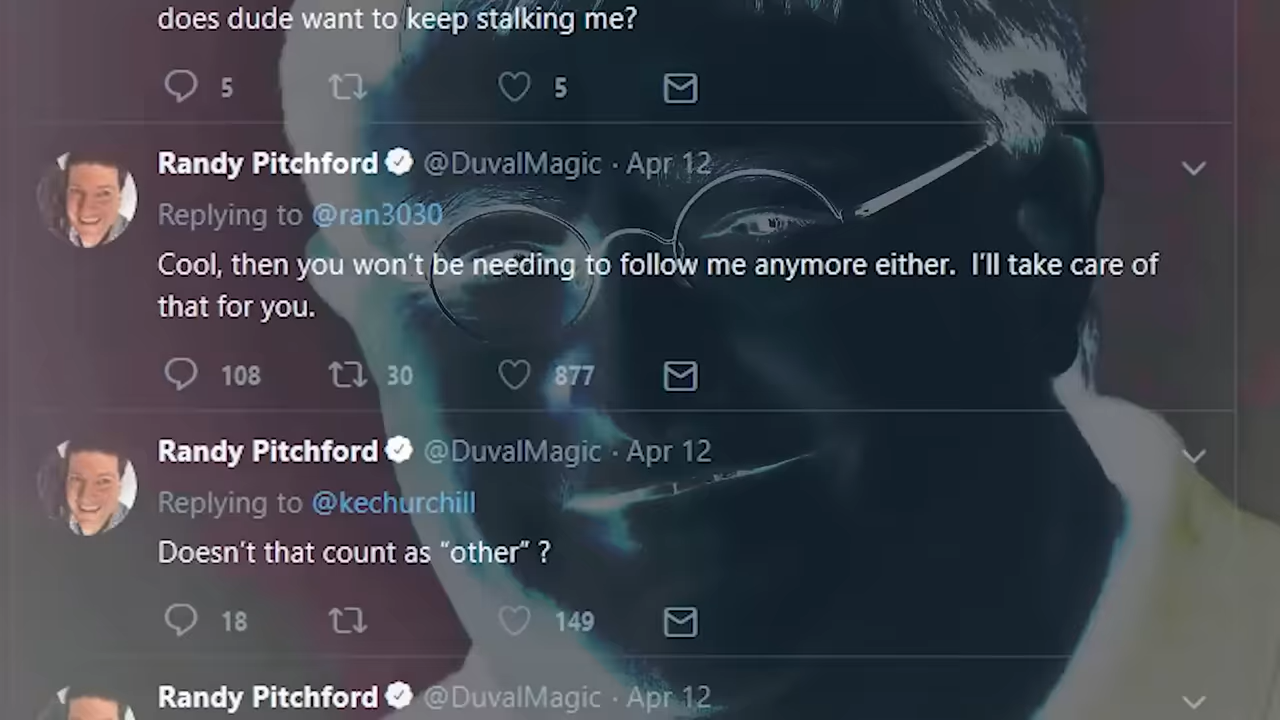 does dude want to keep stalking me?
5 5
Randy Pitchford @DuvalMagic · Apr 12
Replying to @ran3030
Cool, then you won't be needing to follow me anymore either. I'll take care of
that for you.
108 30 877
Randy Pitchford @DuvalMagic · Apr 12
Replying to @kechurchill
Doesn't that count as “other” ?
18 149
Randy Pitchford @DuvalMagic · Apr 12